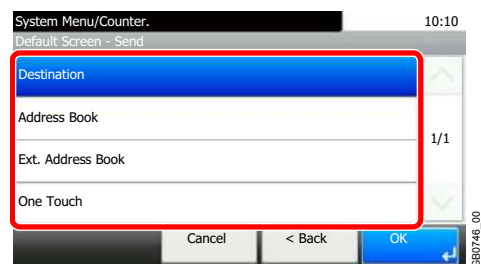 System Menu/Counter. 10:10
Default Screen - Send
Destination
Address Book
1/1
Ext. Address Book
One Touch
Cancel < Back OK
GB0746_00